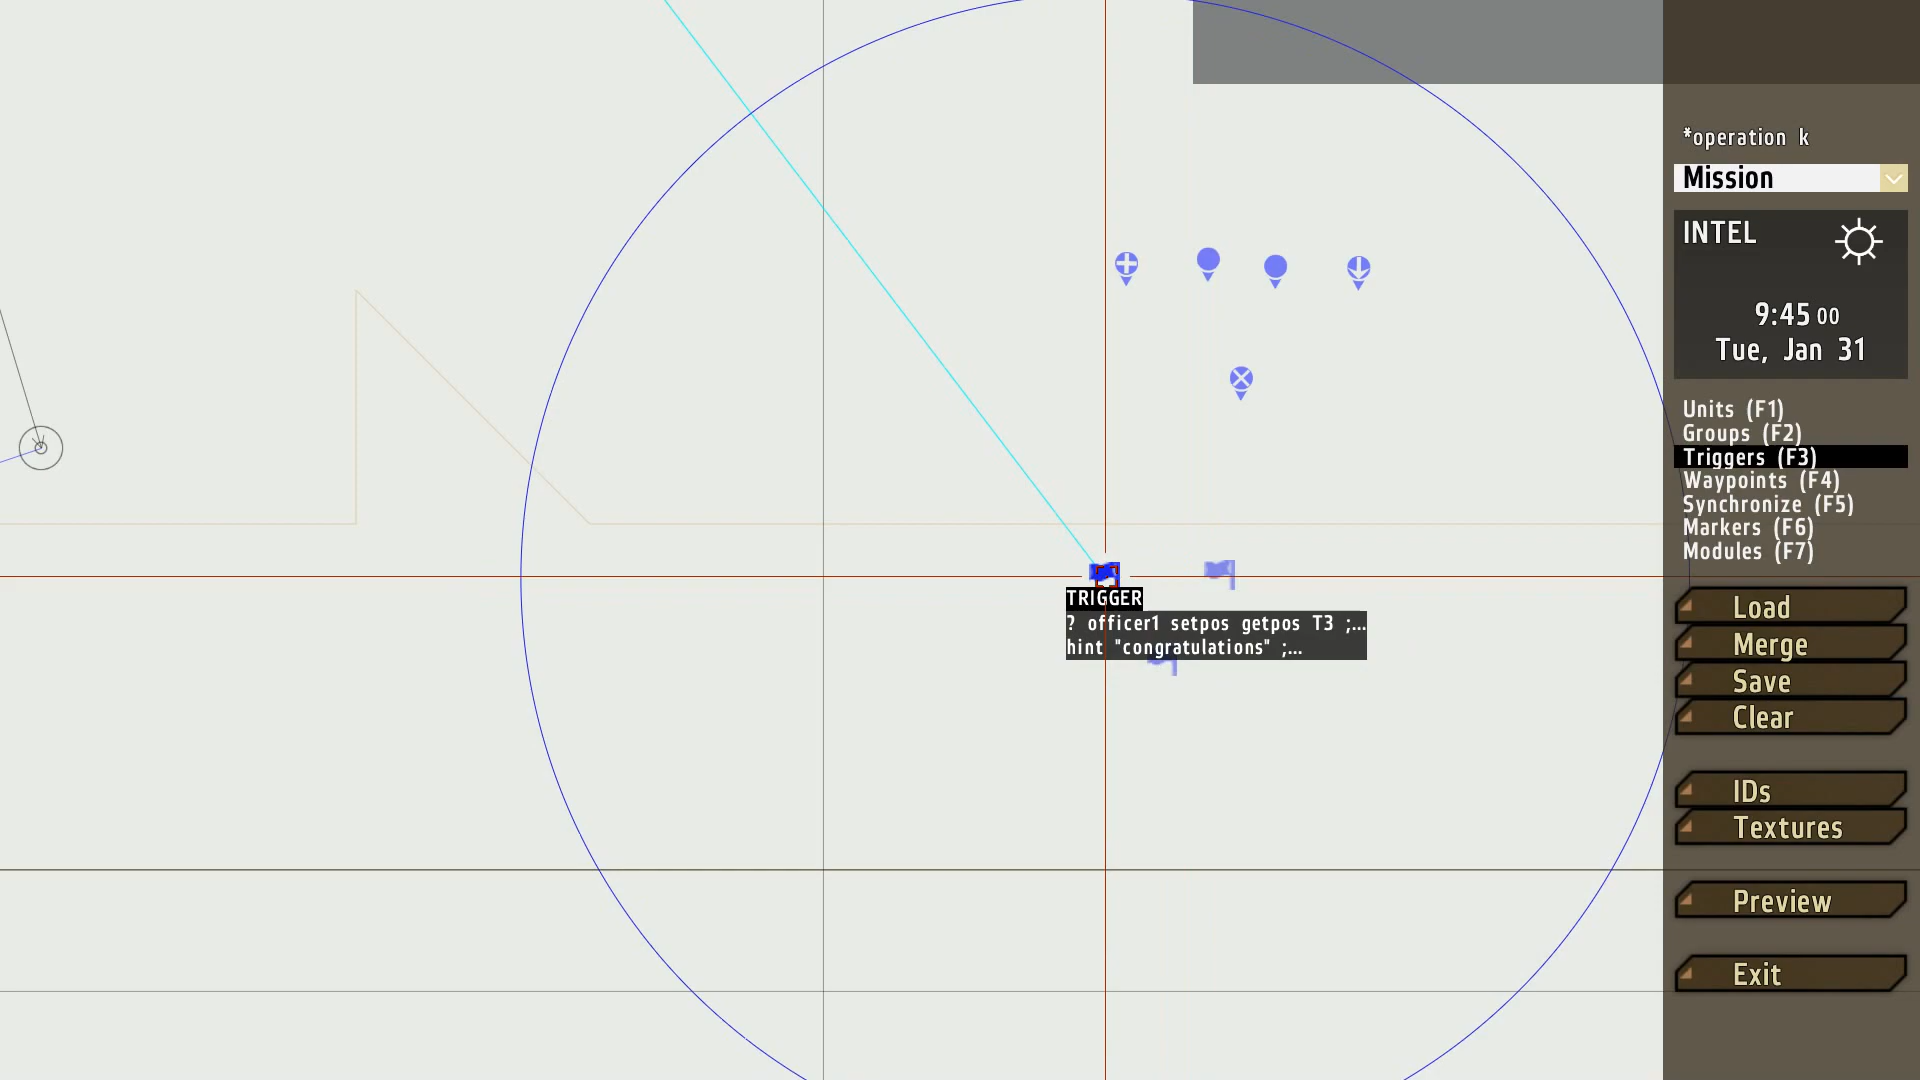 *operation k
Mission
INTEL
9:45 00
Tue, Jan 31
Units (F1)
Groups (F2)
Triggers (F3)
Waypoints (F4)
Synchronize (F5)
Markers (F6)
Modules (F7)
TRIGGER
? officer1 setpos getpos T3 ;...
hint "congratulations" ;...
Load
Merge
Save
Clear
IDs
Textures
Preview
Exit